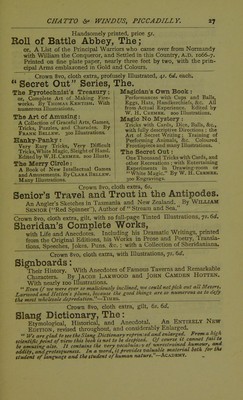 CHATTO & WINDUS, PICCADILLY. 27
Handsomely printed, price 5s.
Roll of Battle Abbey, The;
or, A List of the Principal Warriors who came over from Normandy
with William the Conqueror, and Settled in this Country, A.D. 1066-7.
Printed on fine plate paper, nearly three feet by two, with the prin-
cipal Arms emblazoned in Gold and Colours.
Crown 8vo, cloth extra, profusely Illustrated, 4s. 6d. each.
"Secret Out" Series, The.
The Pyrotechnist's Treasury;
or, Complete Art of Making Fire-
works. By THOMAS KENTISH. With
numerous Illustrations.
The Art of Amusing:
A Collection of Graceful Arts, Games,
Tricks, Puzzles, and Charades. By
FRANK BELLEW. 300 Illustrations.
Hanky-Panky:
Very Easy Tricks, Very Difficult
Tricks, White Magic, Sleight of Hand.
Edited by W. H. CREMER. 200 Illusts.
The Merry Circle:
A Book of New Intellectual Games
and Amusements. By CLARA BELLEW.
Many Illustrations.
Magician's Own Book:
Performances with Cups and Balls,
Eggs, Hats, Handkerchiefs, &c. All
from Actual Experience. Edited by
W. H. CREMER. 200 Illustrations.
Magic No Mystery:
Tricks with Cards, Dice, Balls, &c.,
with fully descriptive Directions; the
Art of Secret Writing; Training of
Performing Animals, &c. Coloured
Frontispiece and many Illustrations.
The Secret Out:
One Thousand Tricks with Cards, and
other Recreations; with Entertaining
Experiments in Drawing-room or
"White Magic." By W. H. CREMER.
300 Engravings.
Crown 8vo, cloth extra, 6s.
Senior's Travel and Trout in the Antipodes.
An Angler's Sketches in Tasmania and New Zealand. By WILLIAM
SENIOR ("Red Spinner"), Author of "Stream and Sea."
Crown 8vo, cloth extra, gilt, with 10 full-page Tinted Illustrations, 7s. 6d.
Sheridan's Complete Works,
with Life and Anecdotes. Including his Dramatic Writings, printed
from the Original Editions, his Works in Prose and Poetry, Transla-
tions, Speeches, Jokes, Puns, &c.; with a Collection of Sheridaniana.
Crown 8vo, cloth extra, with Illustrations, 7s. 6d.
Signboards:
Their History. With Anecdotes of Famous Taverns and Remarkable
Characters. By JACOB LARWOOD and JOHN CAMDEN HOTTEN.
With nearly 100 Illustrations.
"Even if we were ever so maliciously inclined, we could not pick out all Messrs.
Larwood and Hotten's plums, because the good things are so numerous as to defy
the most wholesale depredation."—TIMES.
Crown 8vo, cloth extra, gilt, 6s. 6d.
Slang Dictionary, The:
Etymological, Historical, and Anecdotal. An ENTIRELY NEW
EDITION, revised throughout, and considerably Enlarged.
"We are glad to see the Slang Dictionary reprinted and enlarged. From a high
scientific point of view this book is not to be despised. Of course it cannot fail to
be amusing also. It contains the very vocabulary of unrestrained humour, and
oddity, and grotesqueness. In a word, it provides valuable material both for the
student of language and the student of human nature."—ACADEMY.